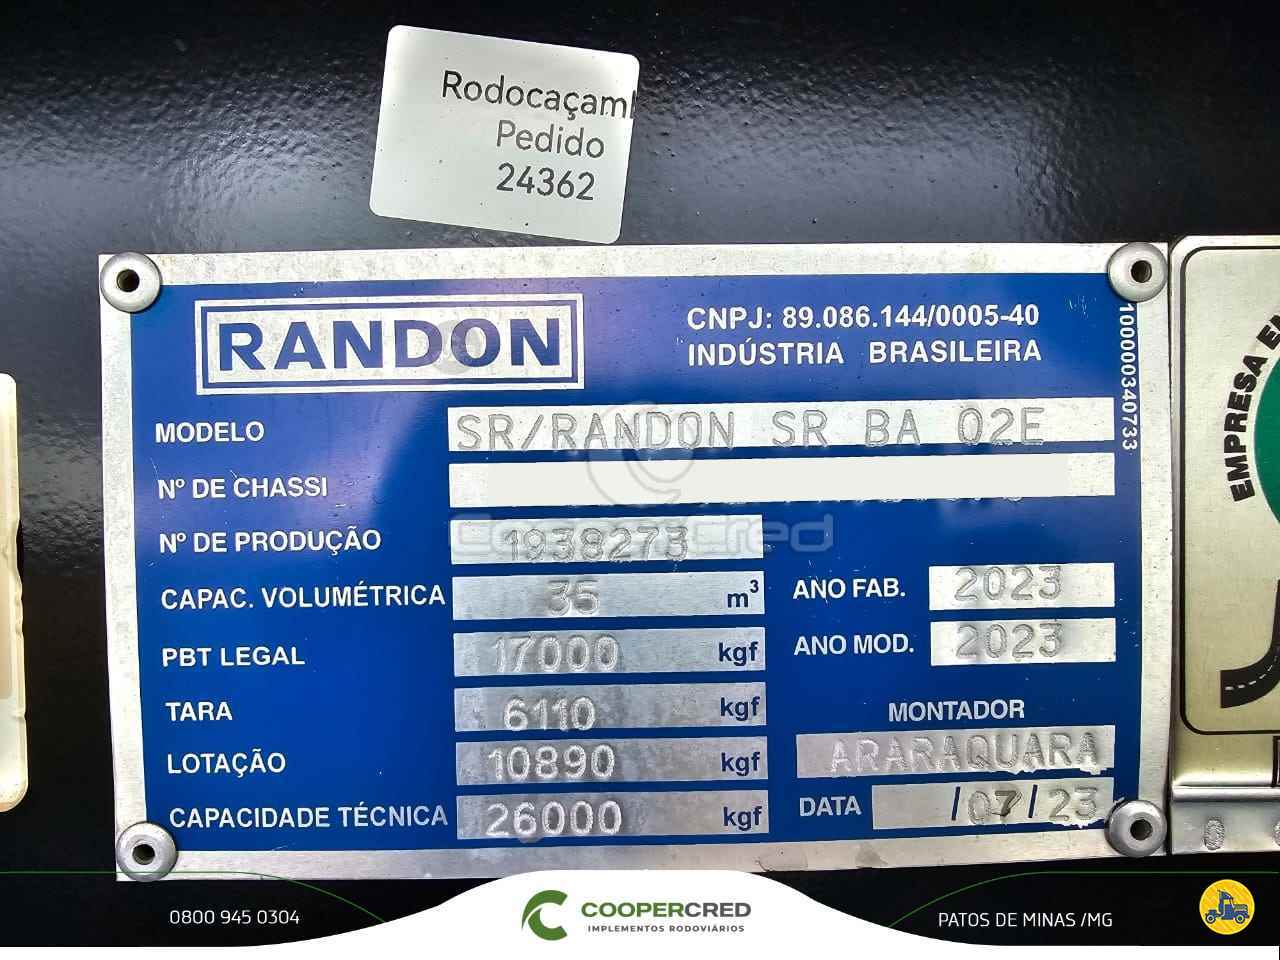 Rodocaçam
Pedido
24362
RANDON
CNPJ: 89.086.144/0005-40
INDÚSTRIA BRASILEIRA
100000340733
MODELO SR/RANDON SR BA 02E
Nº DE CHASSI
Nº DE PRODUÇÃO 1938273
CAPAC. VOLUMÉTRICA 35 m³
ANO FAB. 2023
PBT LEGAL 17000 kgf
ANO MOD. 2023
TARA 6110 kgf
MONTADOR
LOTAÇÃO 10890 kgf
ARARAQUARA
CAPACIDADE TÉCNICA 26000 kgf
DATA /07/23
EMPRESA
CooperCred
0800 945 0304
COOPERCRED
IMPLEMENTOS RODOVIÁRIOS
PATOS DE MINAS /MG